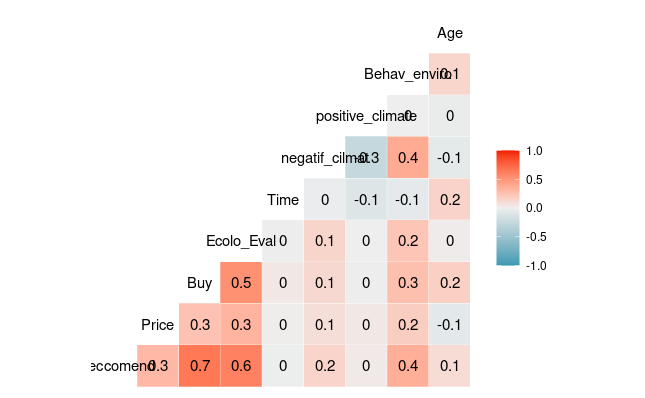 Age
Behav_enviro 0.1
positive_climate 0 0
negatif_cilmat -0.3 0.4 -0.1
Time 0 -0.1 -0.1 0.2
Ecolo_Eval 0 0.1 0 0.2 0
Buy 0.5 0 0.1 0 0.3 0.2
Price 0.3 0.3 0 0.1 0 0.2 -0.1
eccomend 0.3 0.7 0.6 0 0.2 0 0.4 0.1
1.0
0.5
0.0
-0.5
-1.0